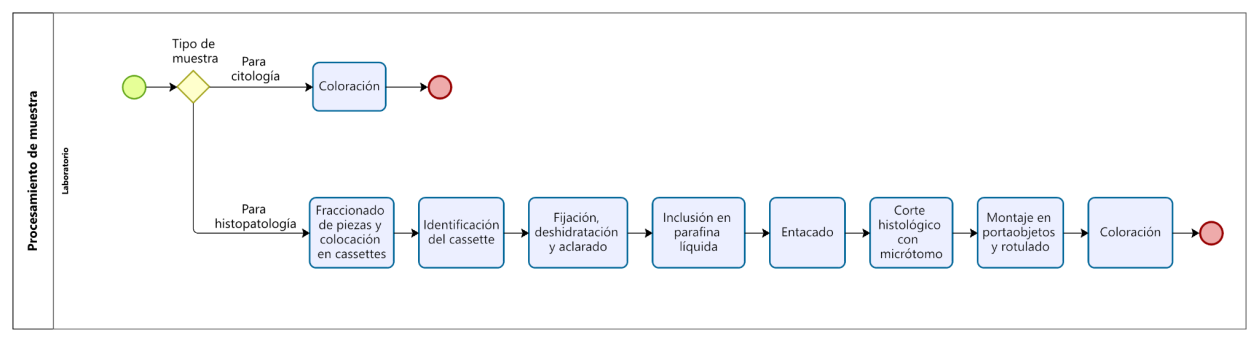 Procesamiento de muestra
Laboratorio
Tipo de
muestra
Para
citología
Coloración
Para
histopatología
Fraccionado
de piezas y
colocación
en cassettes
Identificación
del cassette
Fijación,
deshidratación
y aclarado
Inclusión en
parafina
líquida
Entacado
Corte
histológico
con
micrótomo
Montaje en
portaobjetos
y rotulado
Coloración